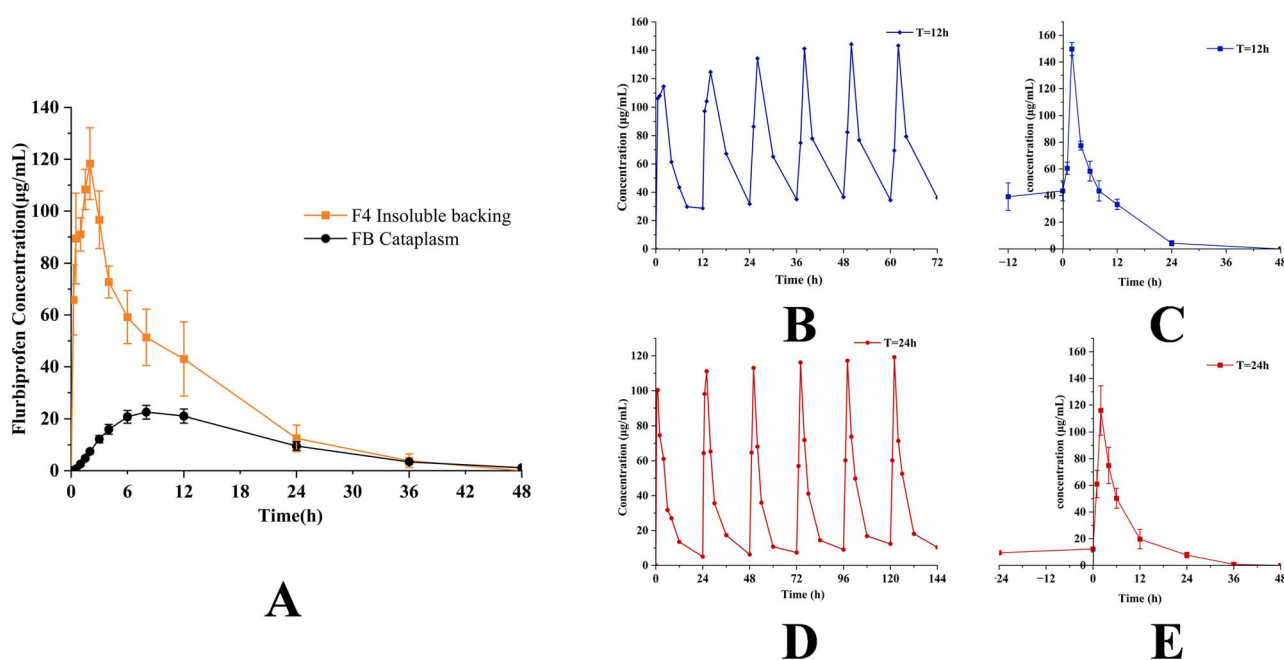 140
120
100
80
60
40
20
0
Flurbiprofen Concentration(μg/mL)
F4 Insoluble backing
FB Cataplasm
0 6 12 18 24 30 36 42 48
Time(h)
A
160
140
120
100
80
60
40
20
0
Concentration (μg/mL)
T=12h
0 12 24 36 48 60 72
Time (h)
B
160
140
120
100
80
60
40
20
0
concentration (μg/mL)
T=12h
−12 0 12 24 36 48
Time (h)
C
120
100
80
60
40
20
0
Concentration (μg/mL)
T=24h
0 24 48 72 96 120 144
Time (h)
D
160
140
120
100
80
60
40
20
0
concentration (μg/mL)
T=24h
-24 −12 0 12 24 36 48
Time (h)
E